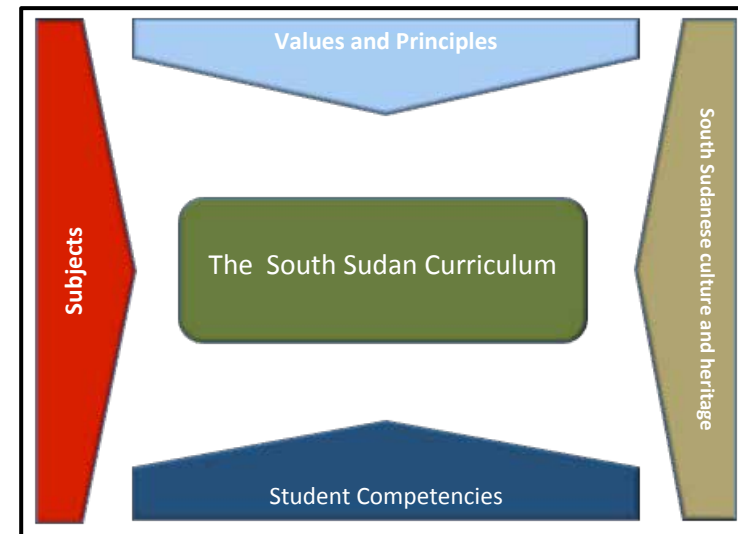 Values and Principles
Subjects
The South Sudan Curriculum
South Sudanese culture and heritage
Student Competencies